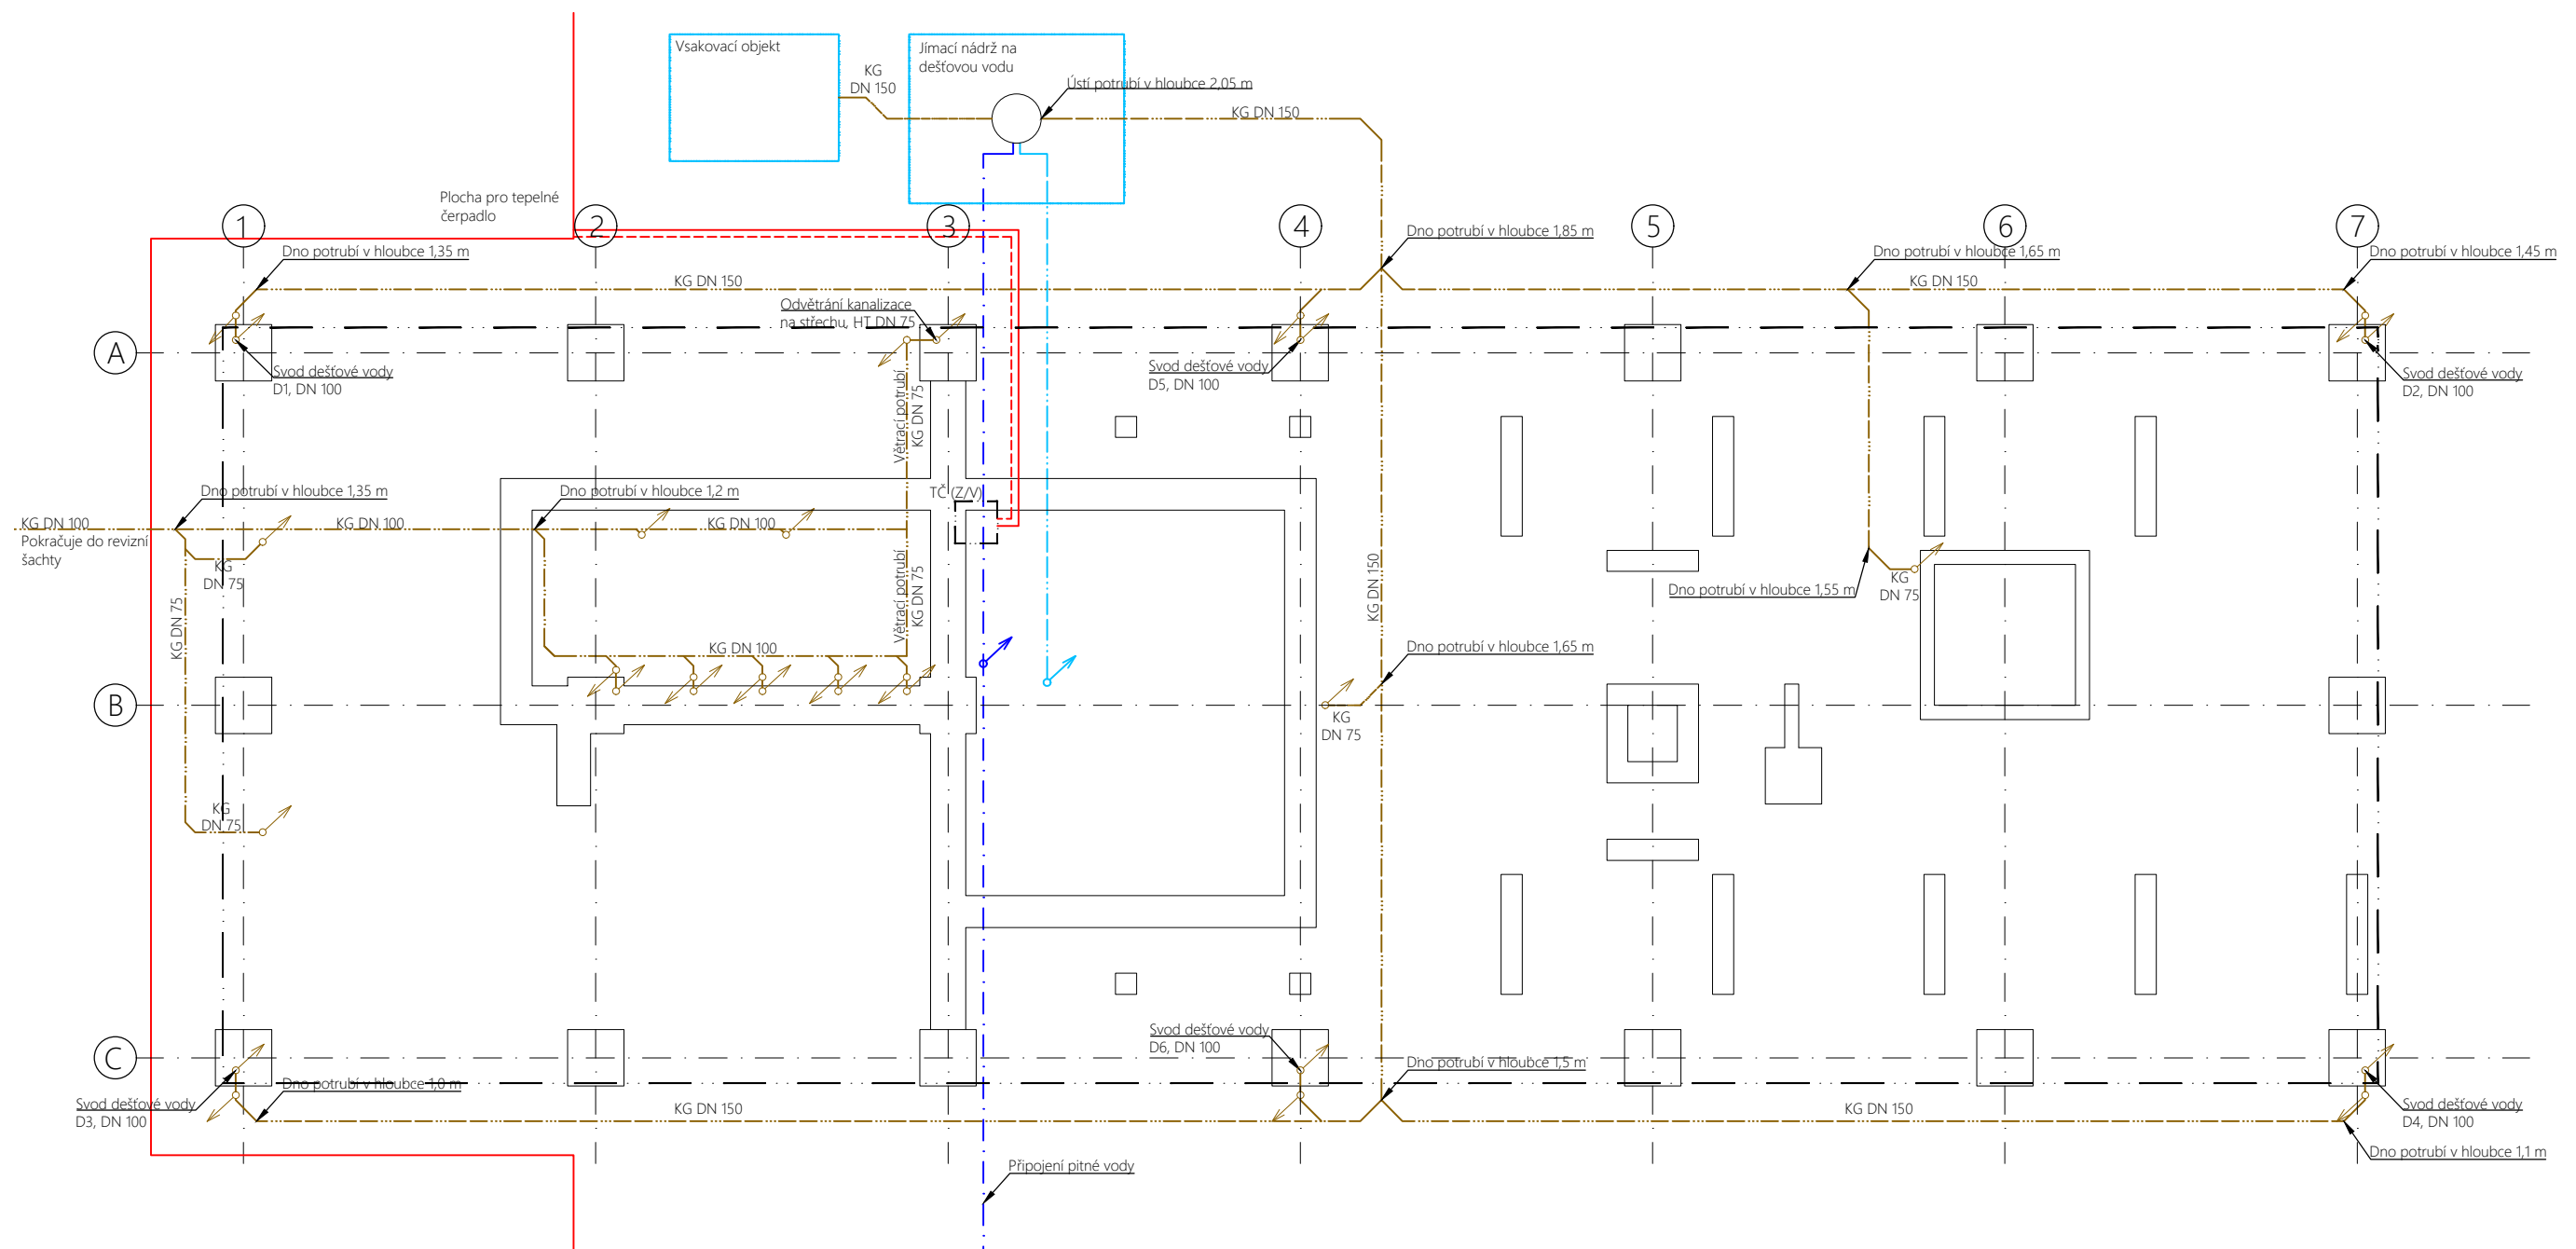 Vsakovací objekt
KG
DN 150
Jímací nádrž na
dešťovou vodu
Ústí potrubí v hloubce 2,05 m
KG DN 150
Plocha pro tepelné
čerpadlo
1
2
3
4
5
6
7
Dno potrubí v hloubce 1,35 m
Dno potrubí v hloubce 1,85 m
Dno potrubí v hloubce 1,65 m
Dno potrubí v hloubce 1,45 m
KG DN 150
KG DN 150
Odvětrání kanalizace
na střechu, HT DN 75
A
Svod dešťové vody
D1, DN 100
Svod dešťové vody
D5, DN 100
Svod dešťové vody
D2, DN 100
Větrací potrubí
KG DN 75
Dno potrubí v hloubce 1,35 m
Dno potrubí v hloubce 1,2 m
TČ (Z/V)
KG DN 100
Pokračuje do revizní
šachty
KG DN 100
KG DN 100
KG
DN 75
KG DN 75
Větrací potrubí
KG DN 75
KG DN 150
Dno potrubí v hloubce 1,55 m
KG
DN 75
KG DN 100
Dno potrubí v hloubce 1,65 m
B
KG
DN 75
KG
DN 75
Svod dešťové vody
D6, DN 100
C
Dno potrubí v hloubce 1,5 m
Dno potrubí v hloubce 1,0 m
Svod dešťové vody
D3, DN 100
KG DN 150
KG DN 150
Svod dešťové vody
D4, DN 100
Dno potrubí v hloubce 1,1 m
Připojení pitné vody